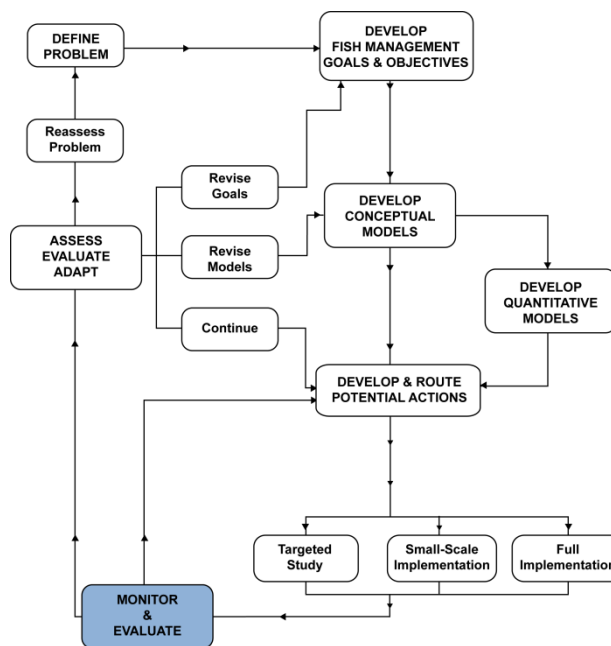 DEFINE
PROBLEM
DEVELOP
FISH MANAGEMENT
GOALS & OBJECTIVES
Reassess
Problem
Revise
Goals
ASSESS
EVALUATE
ADAPT
Revise
Models
DEVELOP
CONCEPTUAL
MODELS
DEVELOP
QUANTITATIVE
MODELS
Continue
DEVELOP & ROUTE
POTENTIAL ACTIONS
Targeted
Study
Small-Scale
Implementation
Full
Implementation
MONITOR
&
EVALUATE